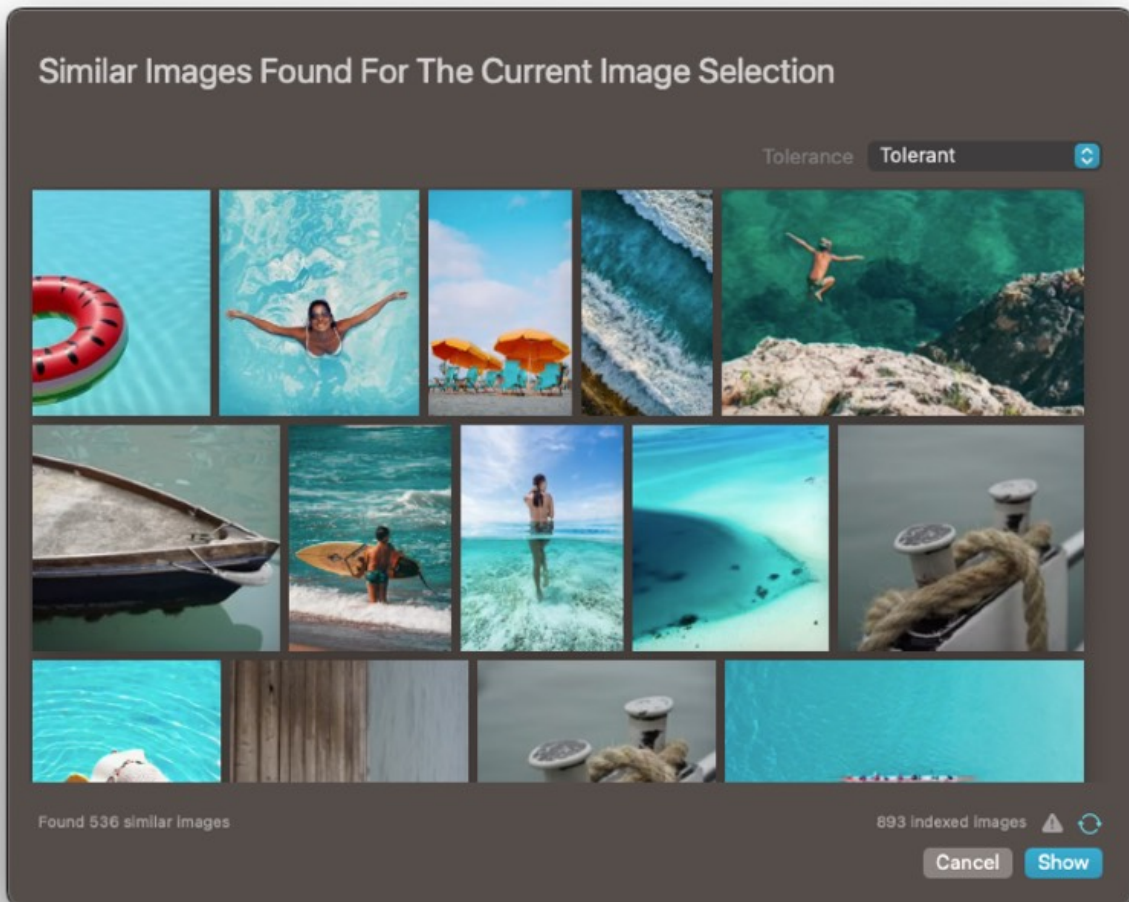 Similar Images Found For The Current Image Selection
Tolerance Tolerant
Found 536 similar images 893 indexed images
Cancel Show